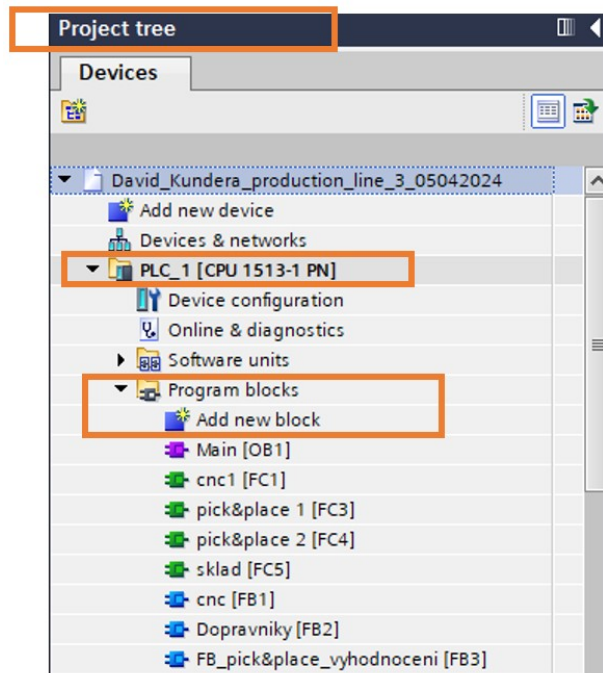 Project tree
Devices
David_Kundera_production_line_3_05042024
Add new device
Devices & networks
PLC_1 [CPU 1513-1 PN]
Device configuration
Online & diagnostics
Software units
Program blocks
Add new block
Main [OB1]
cnc1 [FC1]
pick&place 1 [FC3]
pick&place 2 [FC4]
sklad [FC5]
cnc [FB1]
Dopravniky [FB2]
FB_pick&place_vyhodnoceni [FB3]